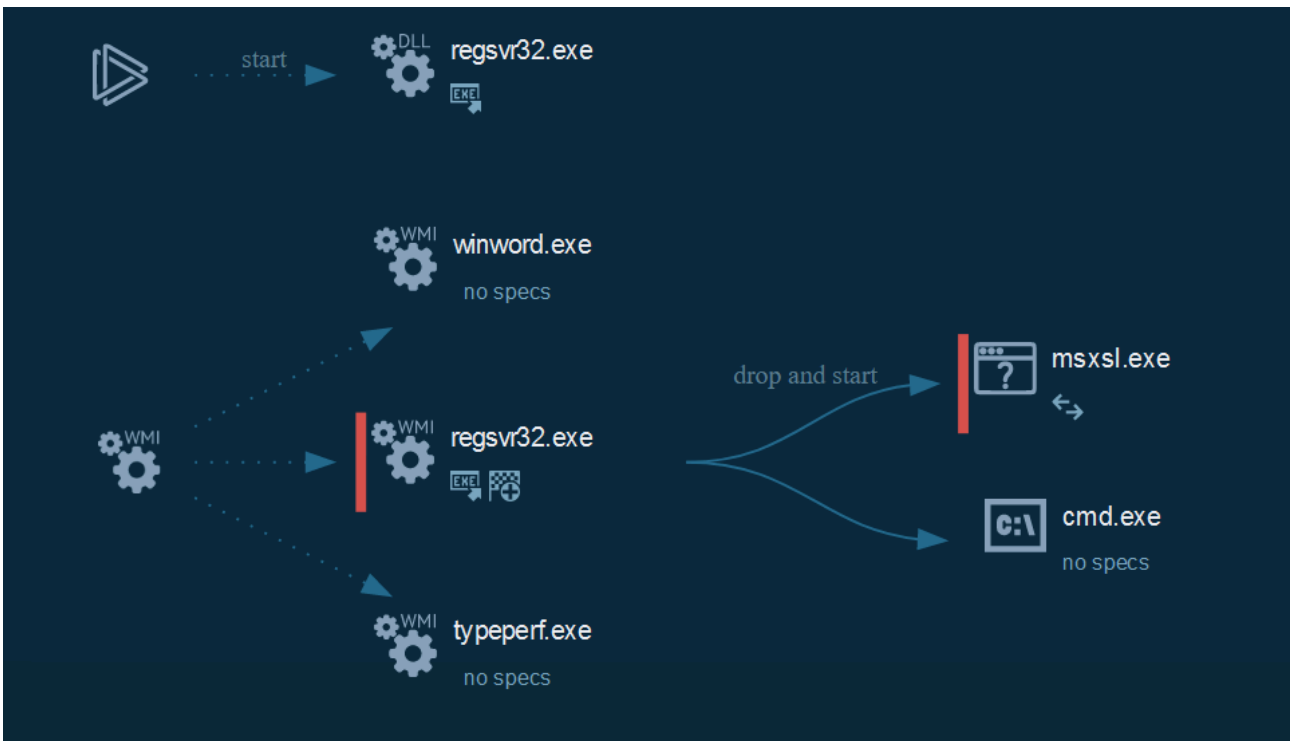 start
DLL
regsvr32.exe
EXE
WMI
winword.exe
no specs
drop and start
msxsl.exe
?
WMI
WMI
regsvr32.exe
EXE
C:\
cmd.exe
no specs
WMI
typeperf.exe
no specs